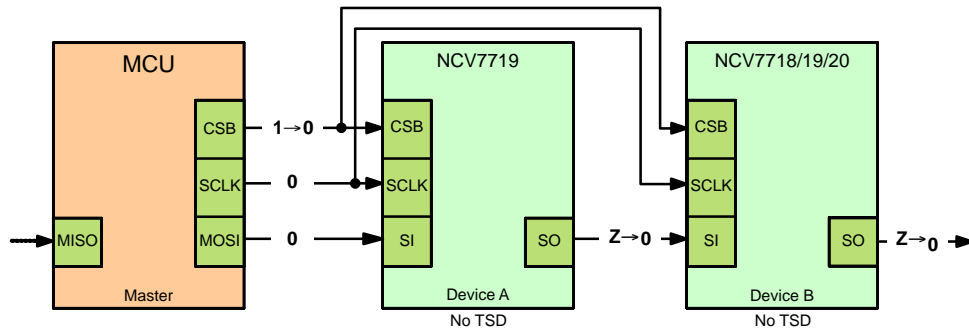 MCU
NCV7719
NCV7718/19/20
CSB
1→0
CSB
CSB
SCLK
0
SCLK
SCLK
MISO
MOSI
0
SI
SO
Z→0
SI
SO
Z→0
Master
Device A
Device B
No TSD
No TSD